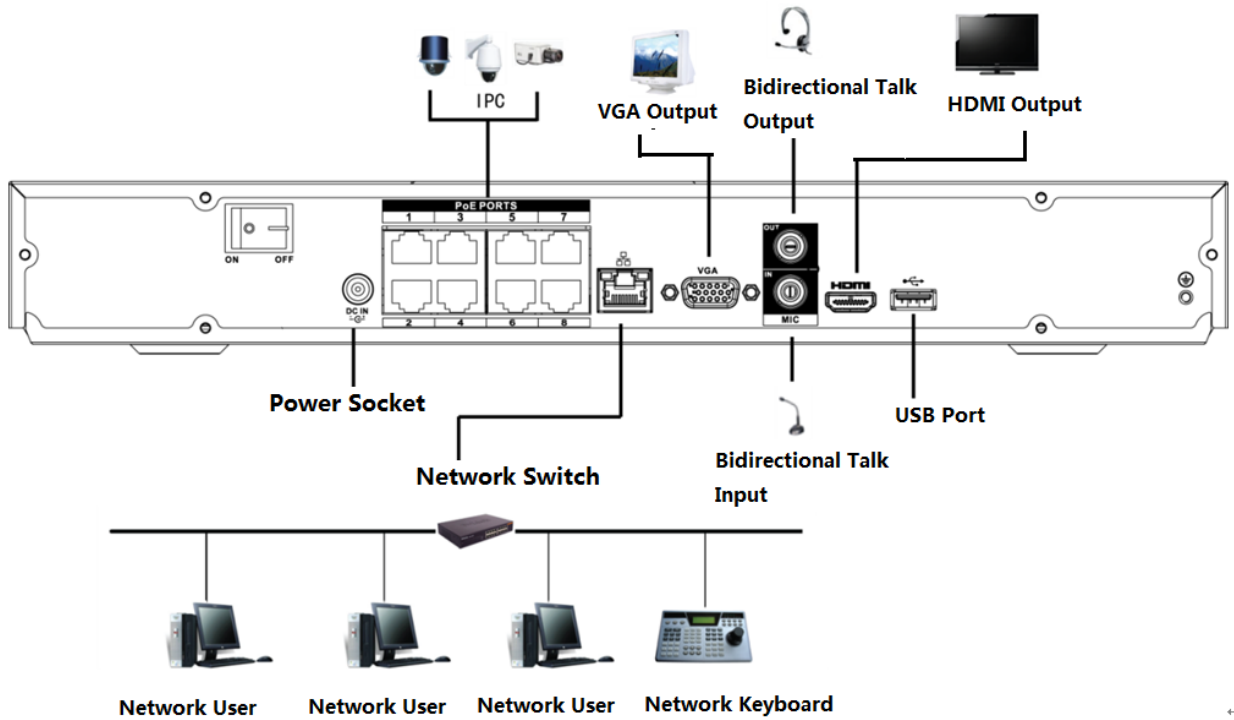 IPC
VGA Output
Bidirectional Talk
Output
HDMI Output
PoE PORTS
1 3 5 7
ON OFF
DC IN
2 4 6 8
VGA
OUT
IN
MIC
HDMI
Power Socket
Network Switch
Bidirectional Talk
Input
USB Port
Network User
Network User
Network User
Network Keyboard